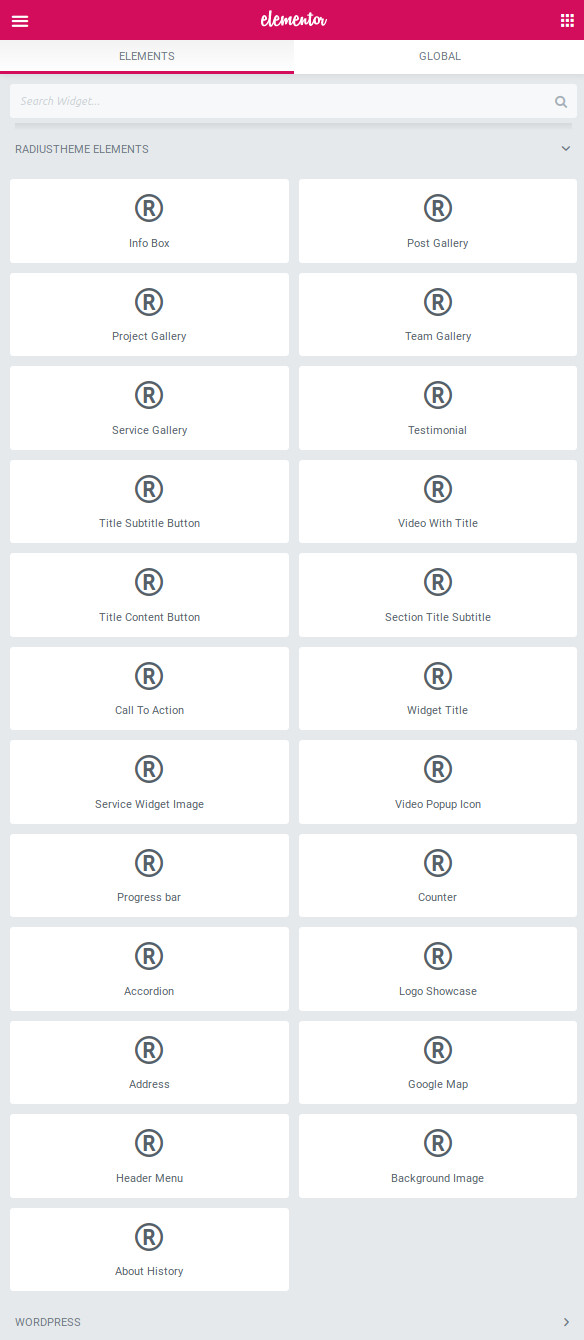 elementor
ELEMENTS GLOBAL
Search Widget...
RADIUSTHEME ELEMENTS
® ®
Info Box Post Gallery
® ®
Project Gallery Team Gallery
® ®
Service Gallery Testimonial
® ®
Title Subtitle Button Video With Title
® ®
Title Content Button Section Title Subtitle
® ®
Call To Action Widget Title
® ®
Service Widget Image Video Popup Icon
® ®
Progress bar Counter
® ®
Accordion Logo Showcase
® ®
Address Google Map
® ®
Header Menu Background Image
®
About History
WORDPRESS